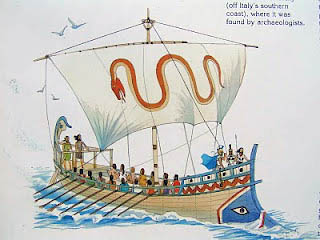 (off Italy's southern
coast), where it was
found by archaeologists.